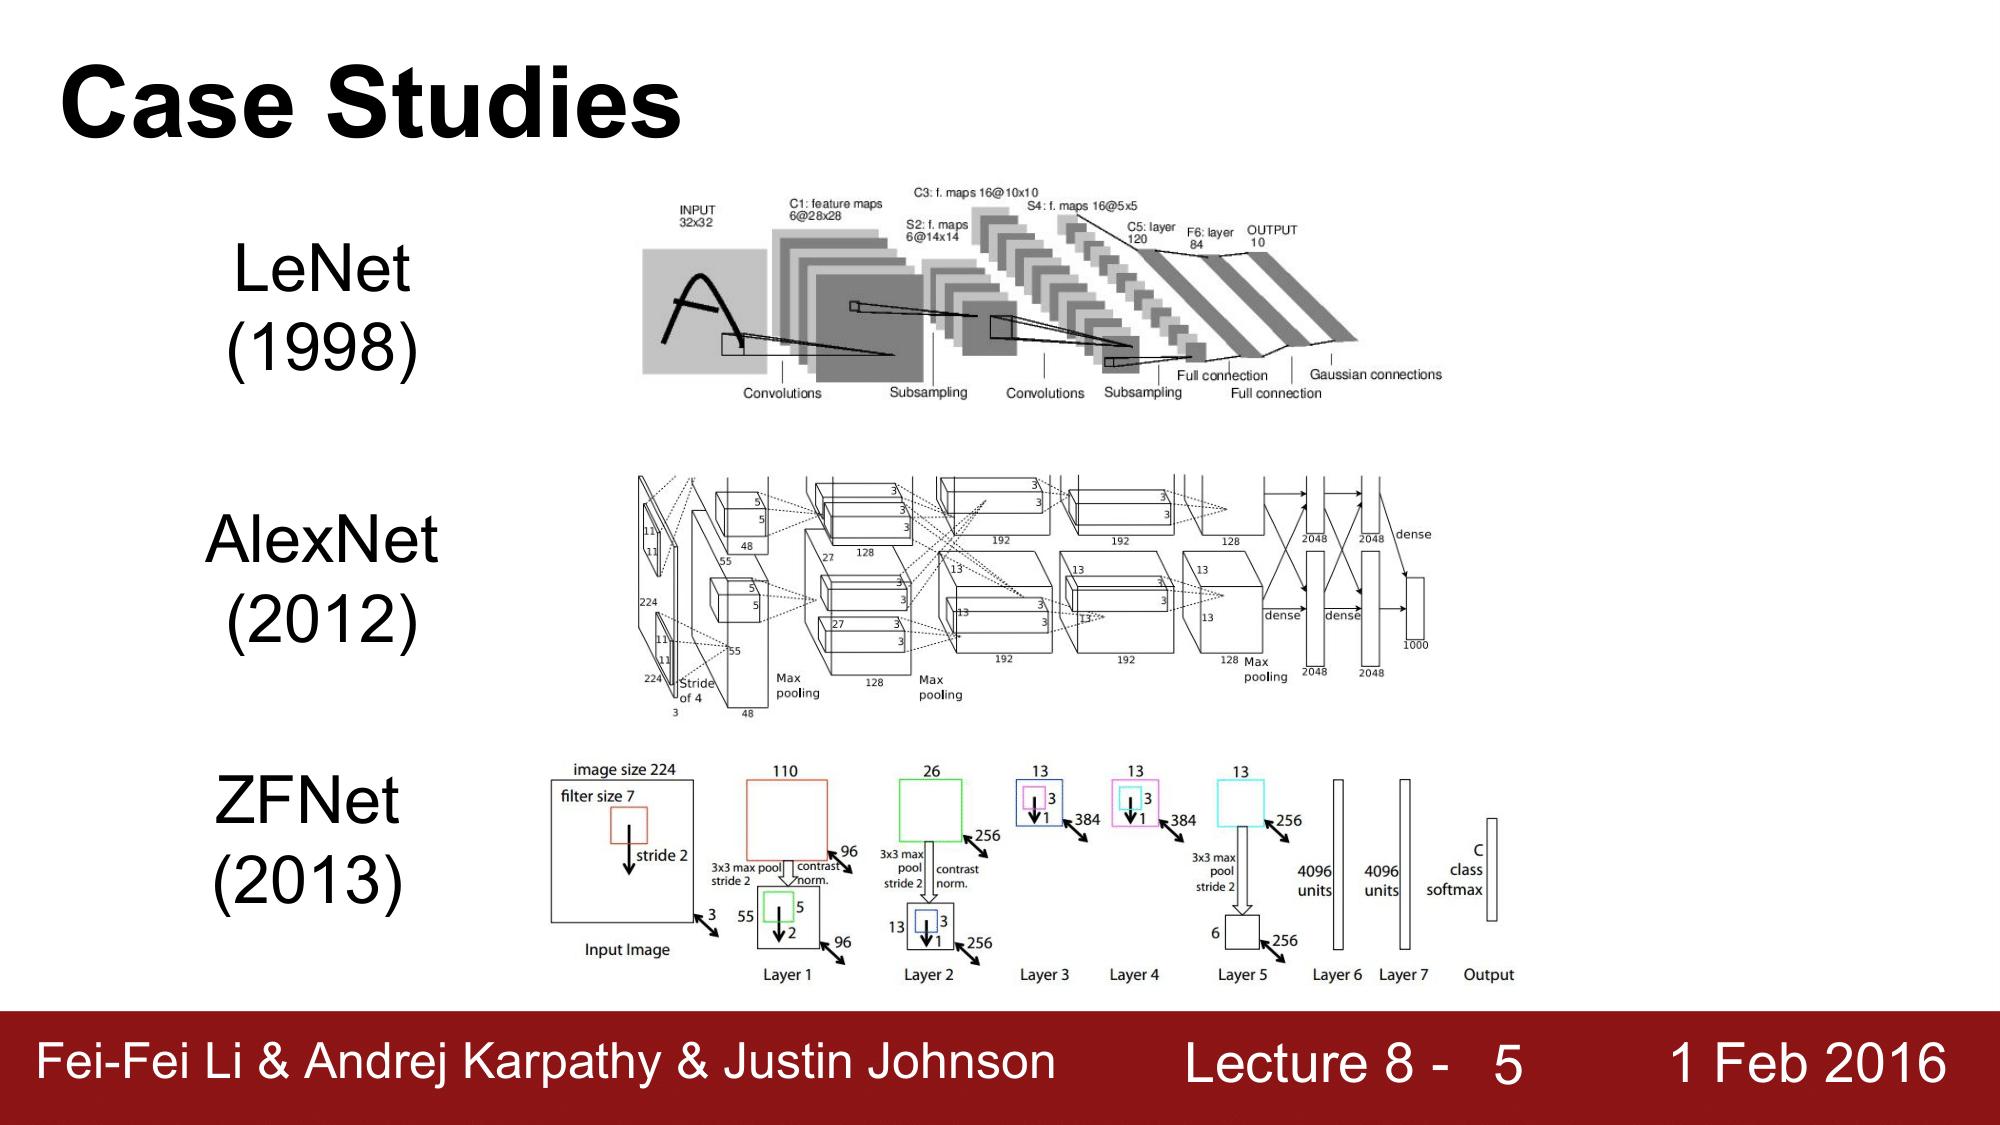 Case Studies
LeNet
(1998)
INPUT
32x32
C1: feature maps
6@28x28
S2: f. maps
6@14x14
C3: f. maps 16@10x10
S4: f. maps 16@5x5
C5: layer
120
F6: layer
84
OUTPUT
10
Convolutions
Subsampling
Convolutions
Subsampling
Full connection
Full connection
Gaussian connections
AlexNet
(2012)
11
11
224
11
11
224
3
Stride
of 4
5
5
48
55
5
5
55
48
Max
pooling
3
3
3
128
27
3
3
27
3
3
128
Max
pooling
3
3
192
13
13
3
3
192
3
3
192
13
3
3
13
192
128
13
13
128
Max
pooling
2048
2048
dense
dense
dense
2048
2048
1000
ZFNet
(2013)
image size 224
filter size 7
stride 2
3
Input Image
110
96
3x3 max pool
stride 2
contrast
norm.
55
5
2
96
Layer 1
26
256
3x3 max
pool
stride 2
contrast
norm.
13
3
1
256
Layer 2
13
3
1
384
Layer 3
13
3
1
384
Layer 4
13
256
3x3 max
pool
stride 2
6
256
Layer 5
4096
units
Layer 6
4096
units
Layer 7
C
class
softmax
Output
Fei-Fei Li & Andrej Karpathy & Justin Johnson
Lecture 8 - 5
1 Feb 2016